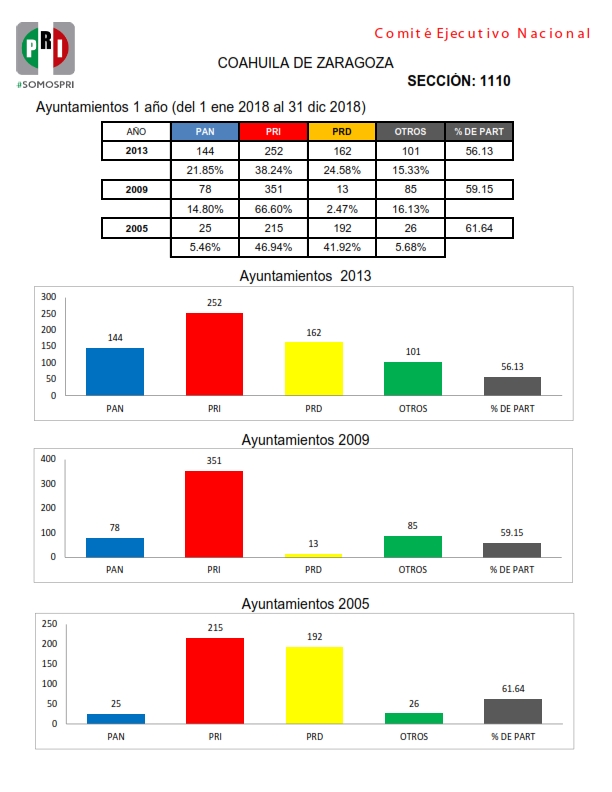 Comité Ejecutivo Nacional
PRI
#SOMOSPRI
COAHUILA DE ZARAGOZA
SECCIÓN: 1110
Ayuntamientos 1 año (del 1 ene 2018 al 31 dic 2018)
AÑO PAN PRI PRD OTROS % DE PART
2013 144 252 162 101 56.13
21.85% 38.24% 24.58% 15.33%
2009 78 351 13 85 59.15
14.80% 66.60% 2.47% 16.13%
2005 25 215 192 26 61.64
5.46% 46.94% 41.92% 5.68%
Ayuntamientos 2013
300
250
200
150
100
50
0
144
252
162
101
56.13
PAN PRI PRD OTROS % DE PART
Ayuntamientos 2009
400
300
200
100
0
78
351
13
85
59.15
PAN PRI PRD OTROS % DE PART
Ayuntamientos 2005
250
200
150
100
50
0
25
215
192
26
61.64
PAN PRI PRD OTROS % DE PART